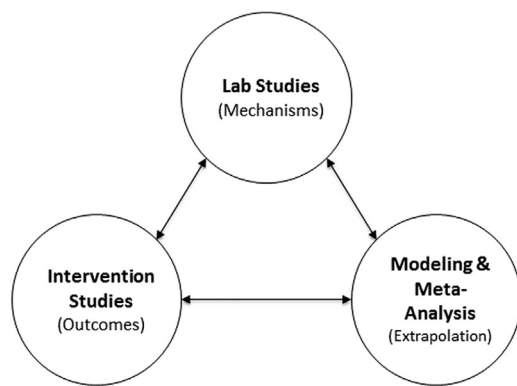 Lab Studies
(Mechanisms)
Intervention
Studies
(Outcomes)
Modeling &
Meta-
Analysis
(Extrapolation)